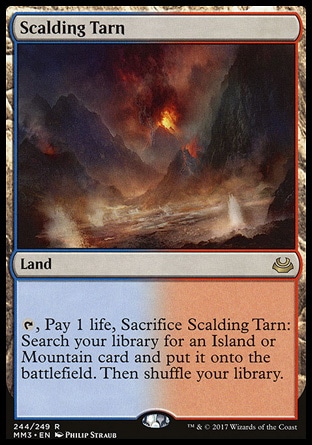 Scalding Tarn
Land
, Pay 1 life, Sacrifice Scalding Tarn:
Search your library for an Island or
Mountain card and put it onto the
battlefield. Then shuffle your library.
244/249 R
MM3 • EN Philip Straub
™ & © 2017 Wizards of the Coast